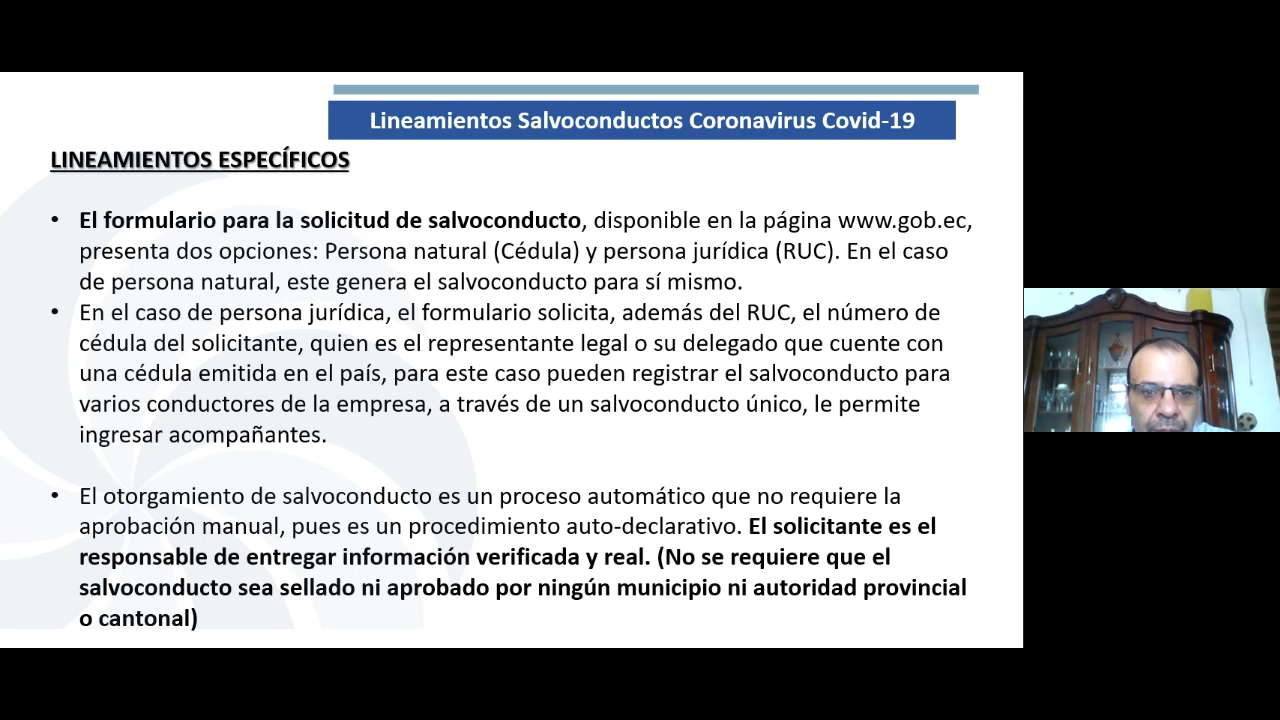 Lineamientos Salvoconductos Coronavirus Covid-19
LINEAMIENTOS ESPECÍFICOS
• El formulario para la solicitud de salvoconducto, disponible en la página www.gob.ec,
presenta dos opciones: Persona natural (Cédula) y persona jurídica (RUC). En el caso
de persona natural, este genera el salvoconducto para sí mismo.
• En el caso de persona jurídica, el formulario solicita, además del RUC, el número de
cédula del solicitante, quien es el representante legal o su delegado que cuente con
una cédula emitida en el país, para este caso pueden registrar el salvoconducto para
varios conductores de la empresa, a través de un salvoconducto único, le permite
ingresar acompañantes.
• El otorgamiento de salvoconducto es un proceso automático que no requiere la
aprobación manual, pues es un procedimiento auto-declarativo. El solicitante es el
responsable de entregar información verificada y real. (No se requiere que el
salvoconducto sea sellado ni aprobado por ningún municipio ni autoridad provincial
o cantonal)